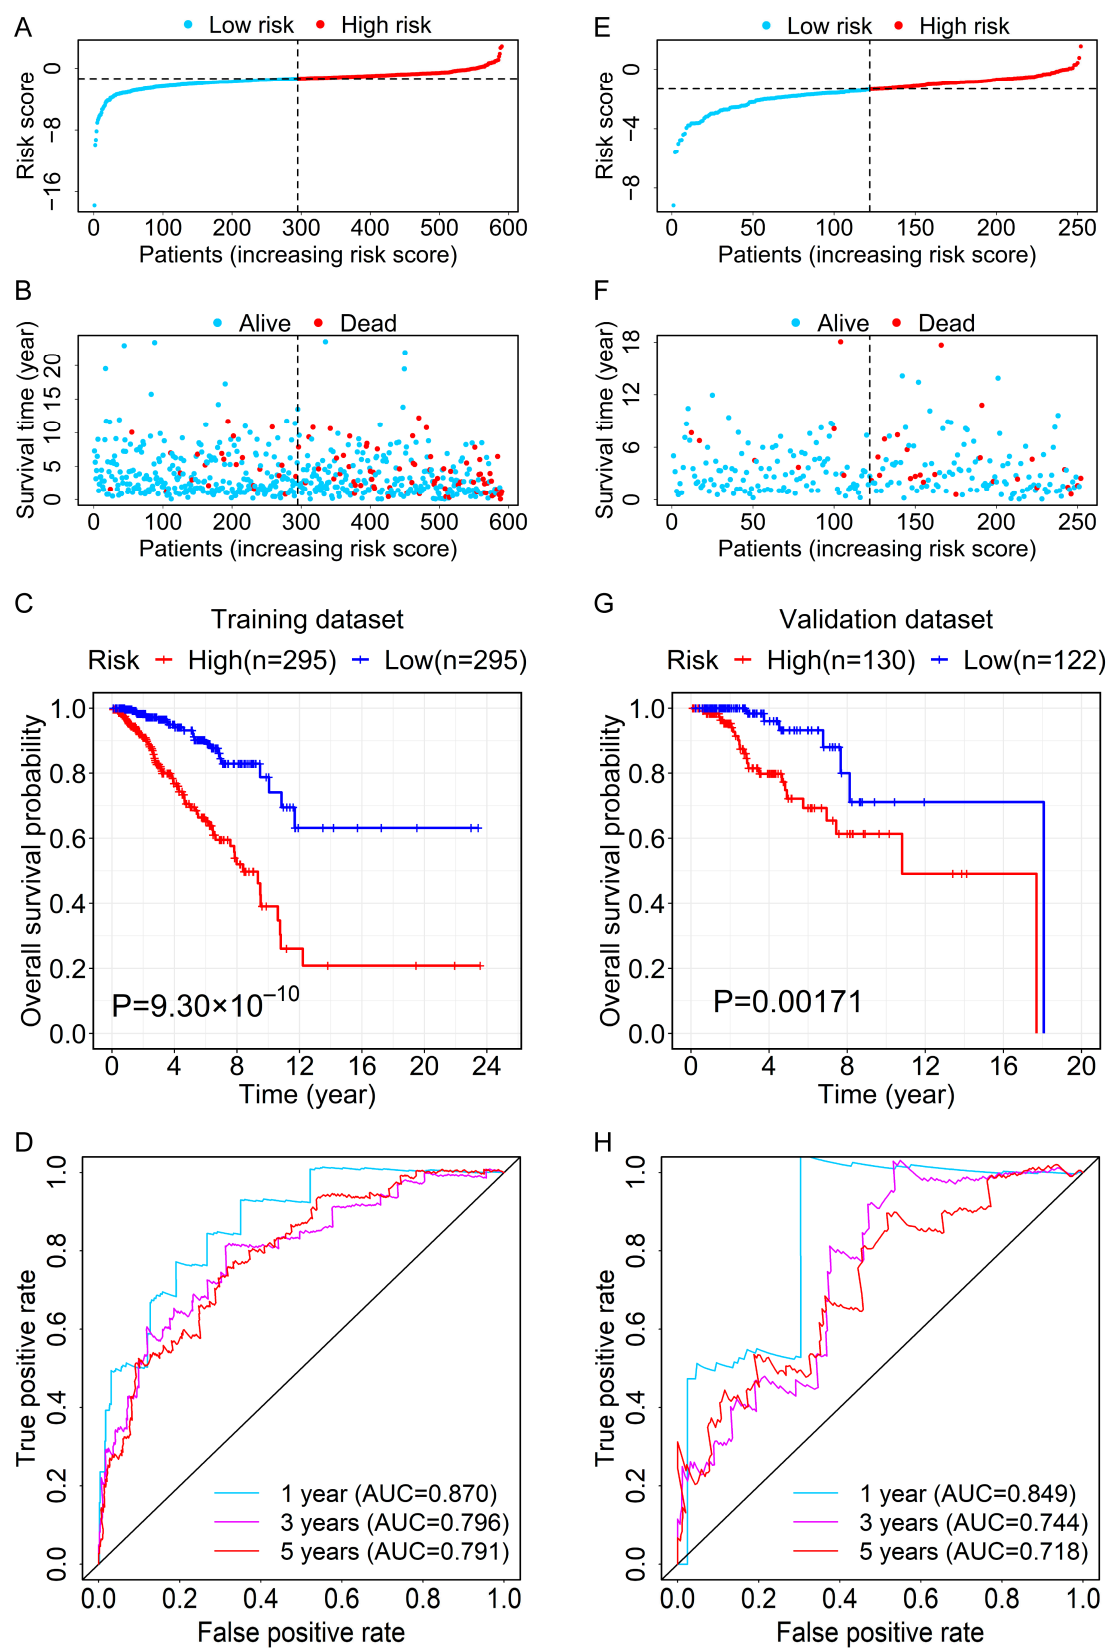 A
Low risk High risk
Risk score
0
−8
−16
0 100 200 300 400 500 600
Patients (increasing risk score)
B
Alive Dead
Survival time (year)
20
15
10
5
0
0 100 200 300 400 500 600
Patients (increasing risk score)
C
Training dataset
Risk High(n=295) Low(n=295)
Overall survival probability
1.0
0.8
0.6
0.4
0.2
0.0
P=9.30×10⁻¹⁰
0 4 8 12 16 20 24
Time (year)
D
True positive rate
1.0
0.8
0.6
0.4
0.2
0.0
1 year (AUC=0.870)
3 years (AUC=0.796)
5 years (AUC=0.791)
0.0 0.2 0.4 0.6 0.8 1.0
False positive rate
E
Low risk High risk
Risk score
0
−4
−8
0 50 100 150 200 250
Patients (increasing risk score)
F
Alive Dead
Survival time (year)
18
12
6
0
0 50 100 150 200 250
Patients (increasing risk score)
G
Validation dataset
Risk High(n=130) Low(n=122)
Overall survival probability
1.0
0.8
0.6
0.4
0.2
0.0
P=0.00171
0 4 8 12 16 20
Time (year)
H
True positive rate
1.0
0.8
0.6
0.4
0.2
0.0
1 year (AUC=0.849)
3 years (AUC=0.744)
5 years (AUC=0.718)
0.0 0.2 0.4 0.6 0.8 1.0
False positive rate